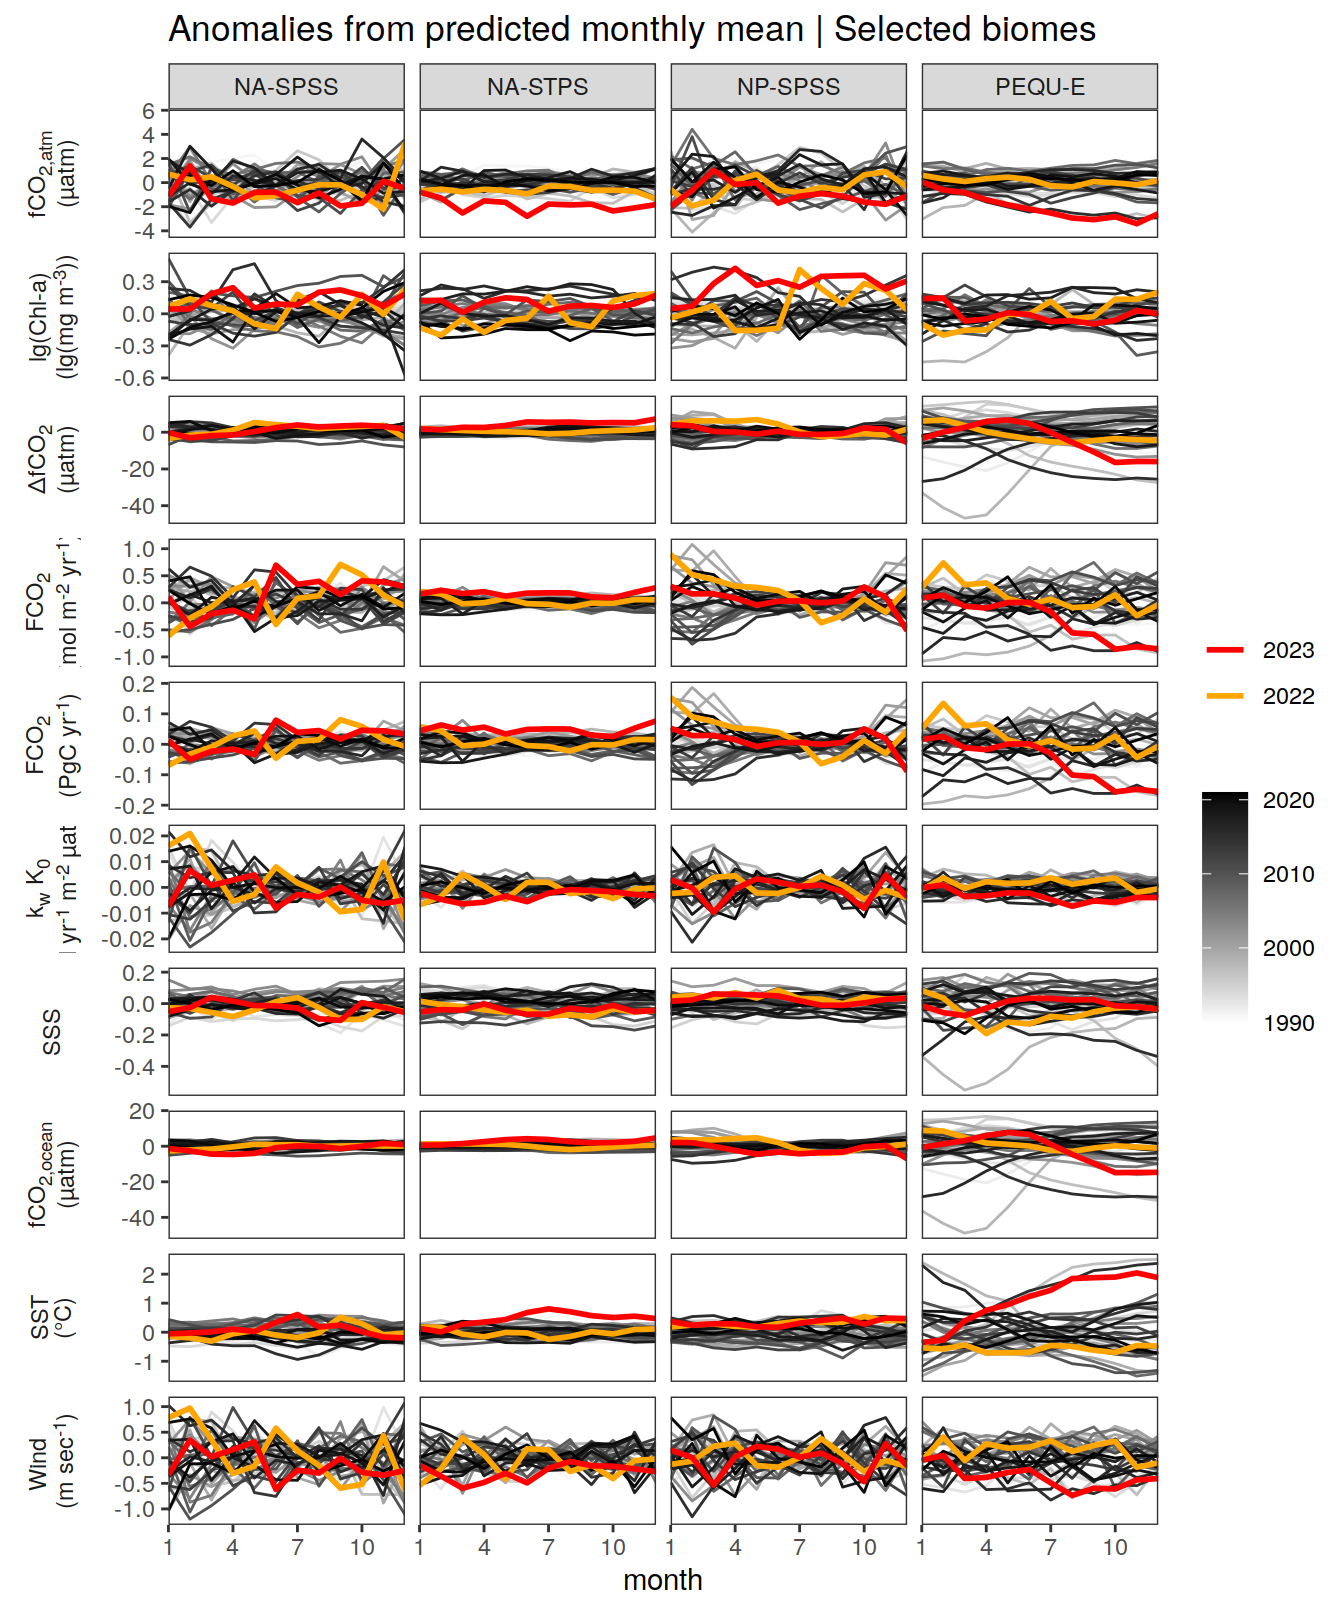 Anomalies from predicted monthly mean | Selected biomes
NA-SPSS NA-STPS NP-SPSS PEQU-E
fCO2,atm
(µatm)
6
4
2
0
-2
-4
lg(Chl-a)
(lg(mg m-3))
0.3
0.0
-0.3
-0.6
ΔfCO2
(µatm)
0
-20
-40
FCO2
mol m-2 yr-1
1.0
0.5
0.0
-0.5
-1.0
FCO2
(PgC yr-1)
0.2
0.1
0.0
-0.1
-0.2
kw K0
yr-1 m-2 µat
0.02
0.01
0.00
-0.01
-0.02
SSS
0.2
0.0
-0.2
-0.4
fCO2,ocean
(µatm)
20
0
-20
-40
SST
(°C)
2
1
0
-1
Wind
(m sec-1)
1.0
0.5
0.0
-0.5
-1.0
1 4 7 10 1 4 7 10 1 4 7 10 1 4 7 10
month
2023
2022
2020
2010
2000
1990